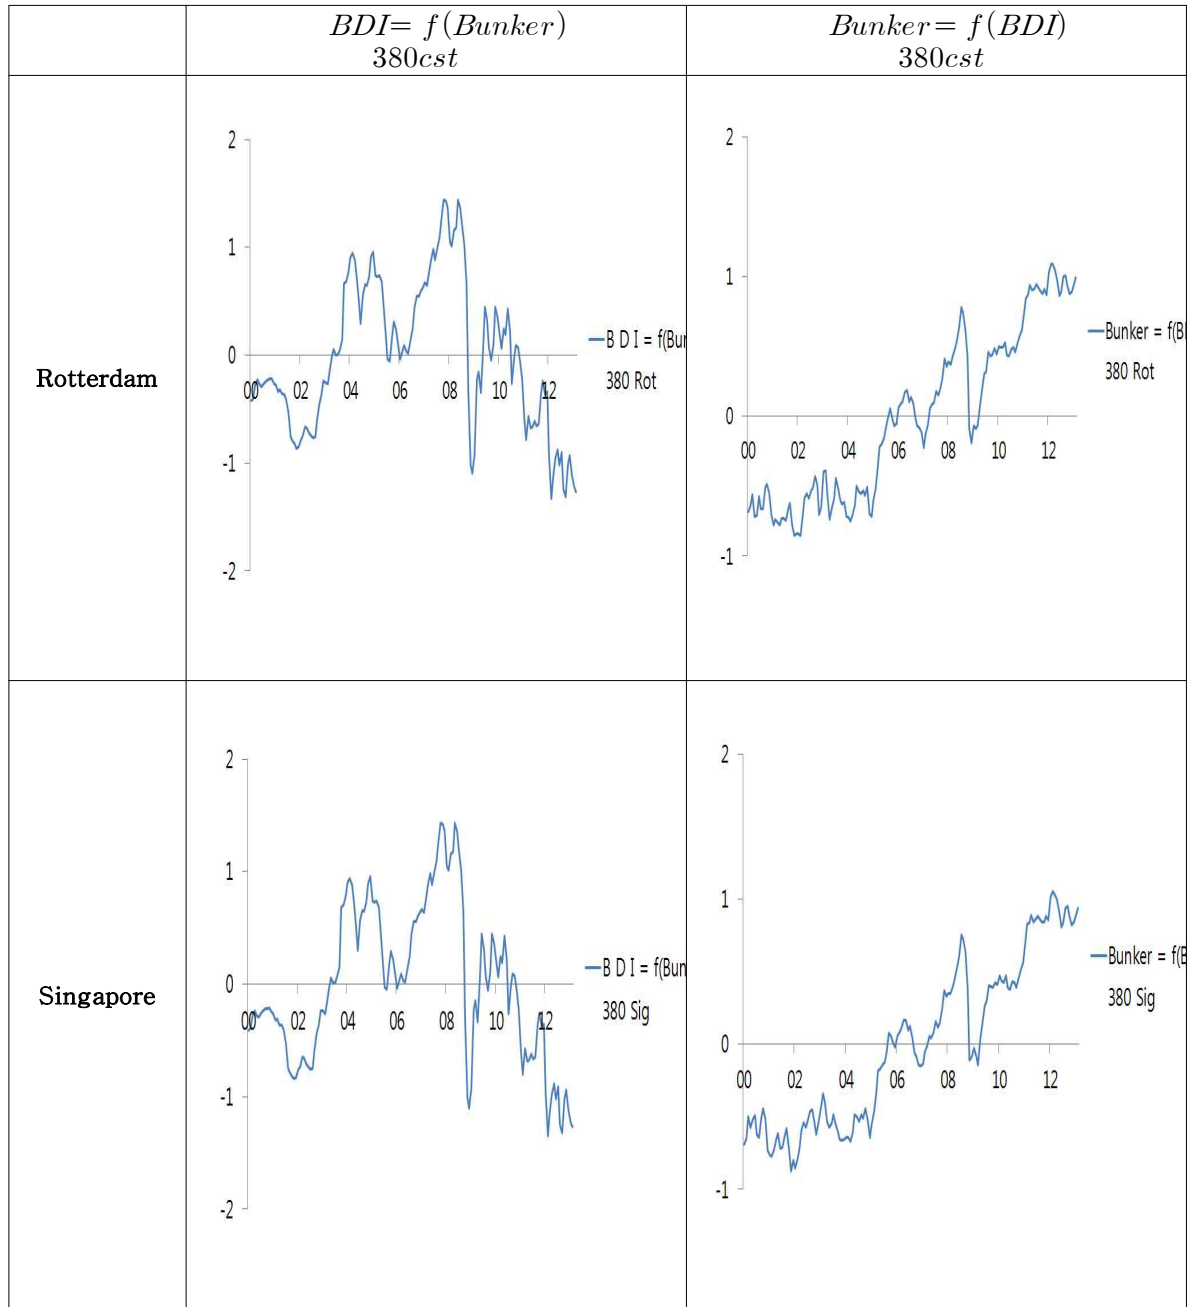 BDI= f(Bunker)
380cst
Bunker= f(BDI)
380cst
Rotterdam
2
1
0
-1
-2
00 02 04 06 08 10 12
B D I = f(Bun
380 Rot
2
1
0
-1
00 02 04 06 08 10 12
Bunker = f(B
380 Rot
Singapore
2
1
0
-1
-2
00 02 04 06 08 10 12
B D I = f(Bun
380 Sig
2
1
0
-1
00 02 04 06 08 10 12
Bunker = f(B
380 Sig